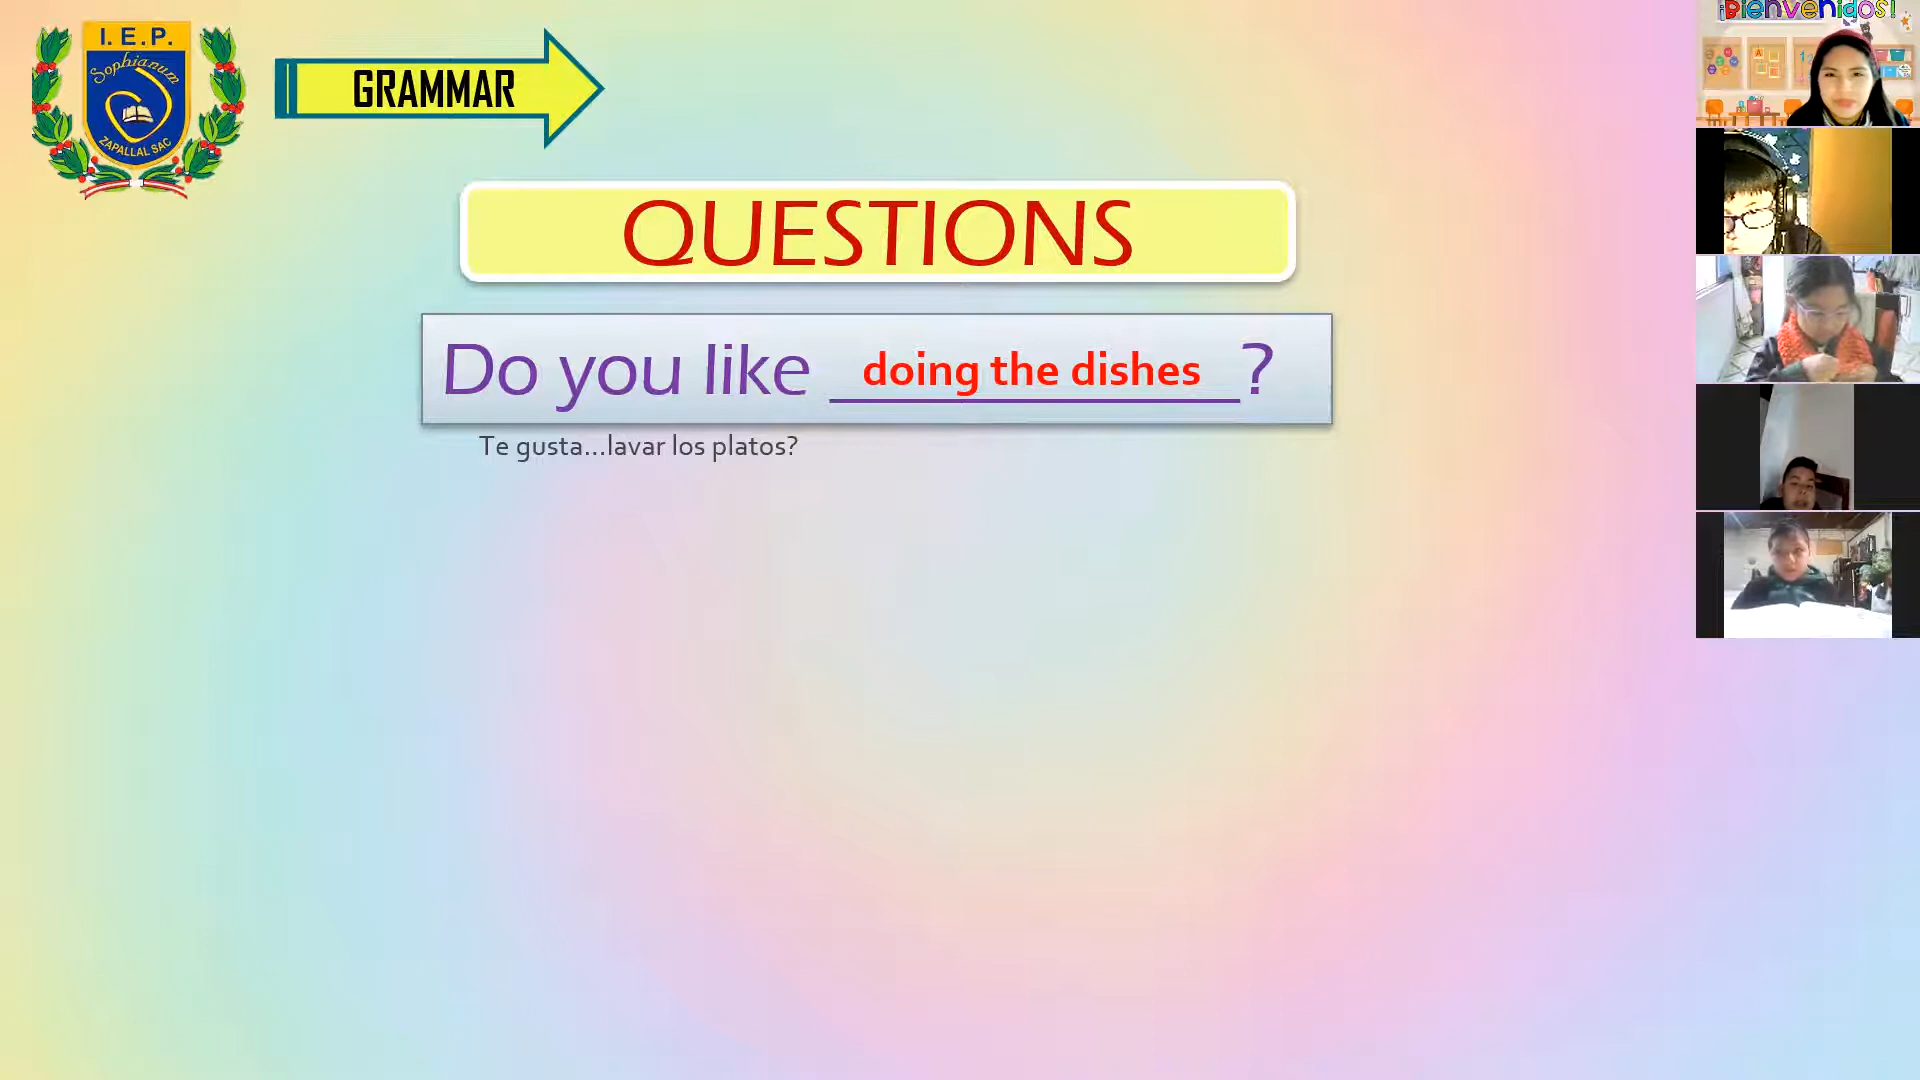 I. E. P.
Sophianum
ZAPALLAL SAC
GRAMMAR
¡Bienvenidos!
QUESTIONS
Do you like doing the dishes?
Te gusta...lavar los platos?